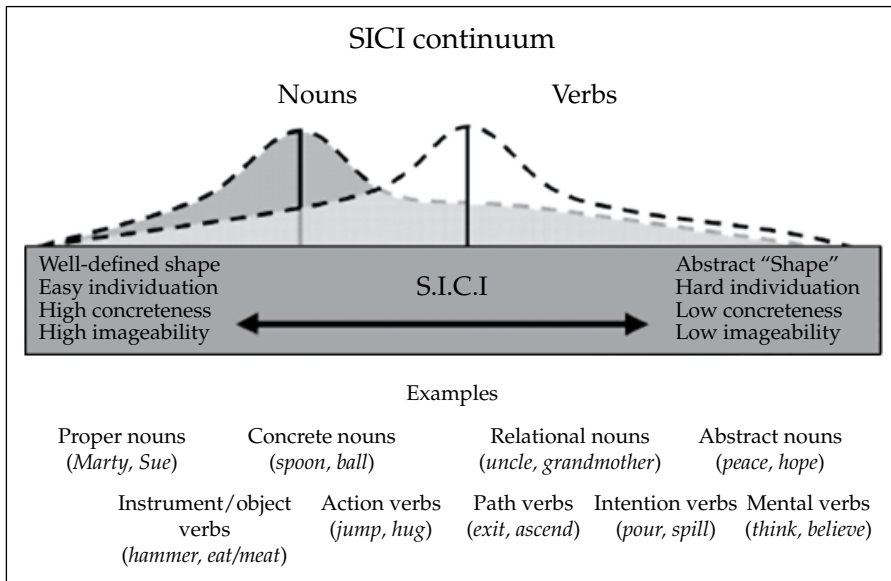 SICI continuum
Nouns
Verbs
Well-defined shape
Easy individuation
High concreteness
High imageability
S.I.C.I
Abstract “Shape”
Hard individuation
Low concreteness
Low imageability
Examples
Proper nouns
(Marty, Sue)
Concrete nouns
(spoon, ball)
Relational nouns
(uncle, grandmother)
Abstract nouns
(peace, hope)
Instrument/object
verbs
(hammer, eat/meat)
Action verbs
(jump, hug)
Path verbs
(exit, ascend)
Intention verbs
(pour, spill)
Mental verbs
(think, believe)